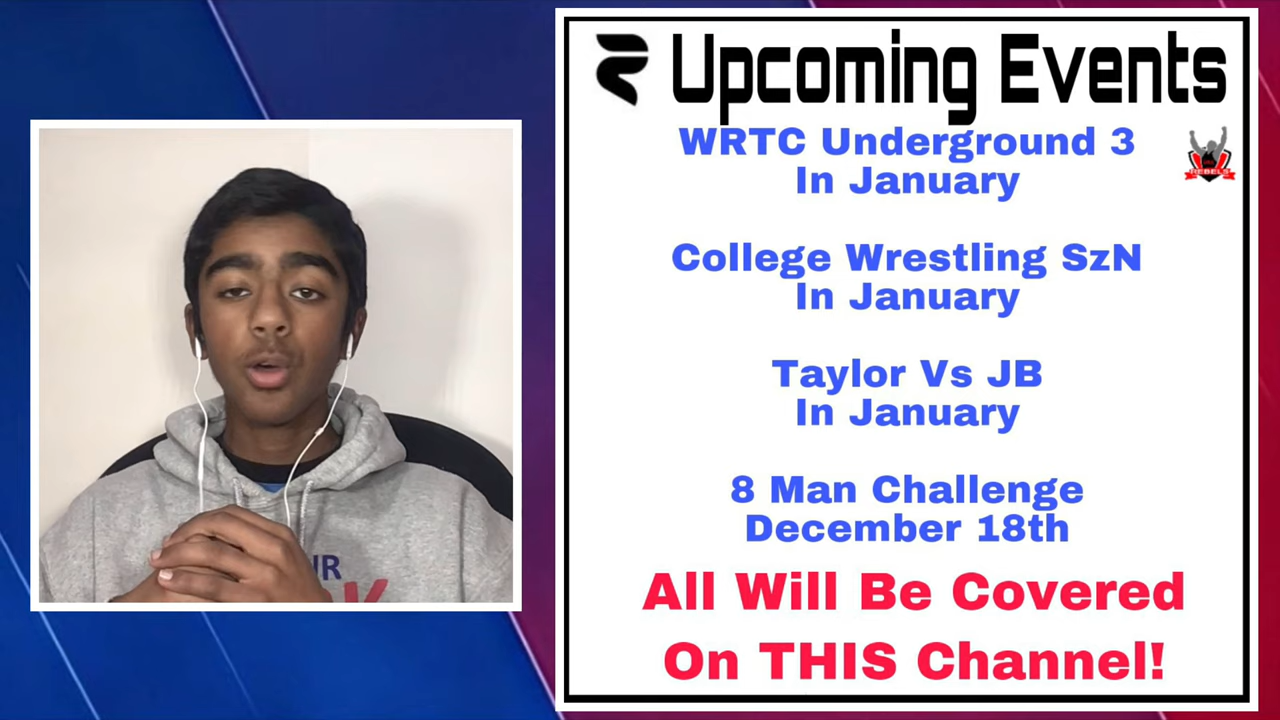 Upcoming Events
WRTC Underground 3
In January
REBELS
College Wrestling SzN
In January
Taylor Vs JB
In January
8 Man Challenge
December 18th
All Will Be Covered
On THIS Channel!